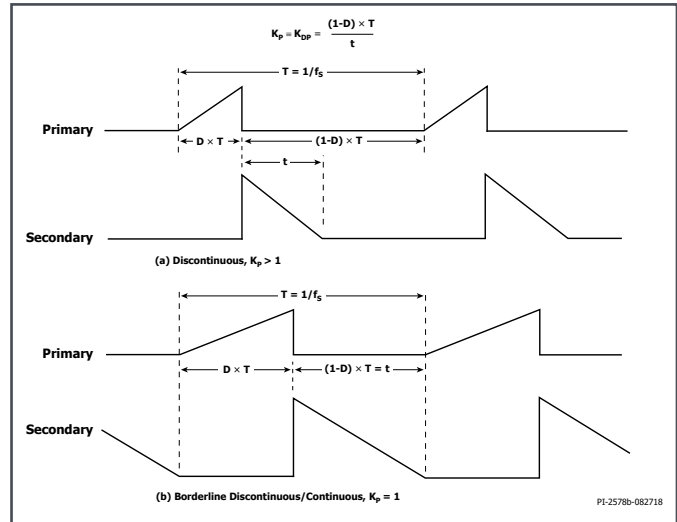 K_P = K_DP = (1-D) × T / t
T = 1/f_S
Primary
D × T
(1-D) × T
t
Secondary
(a) Discontinuous, K_P > 1
T = 1/f_S
Primary
D × T
(1-D) × T = t
Secondary
(b) Borderline Discontinuous/Continuous, K_P = 1
PI-2578b-082718